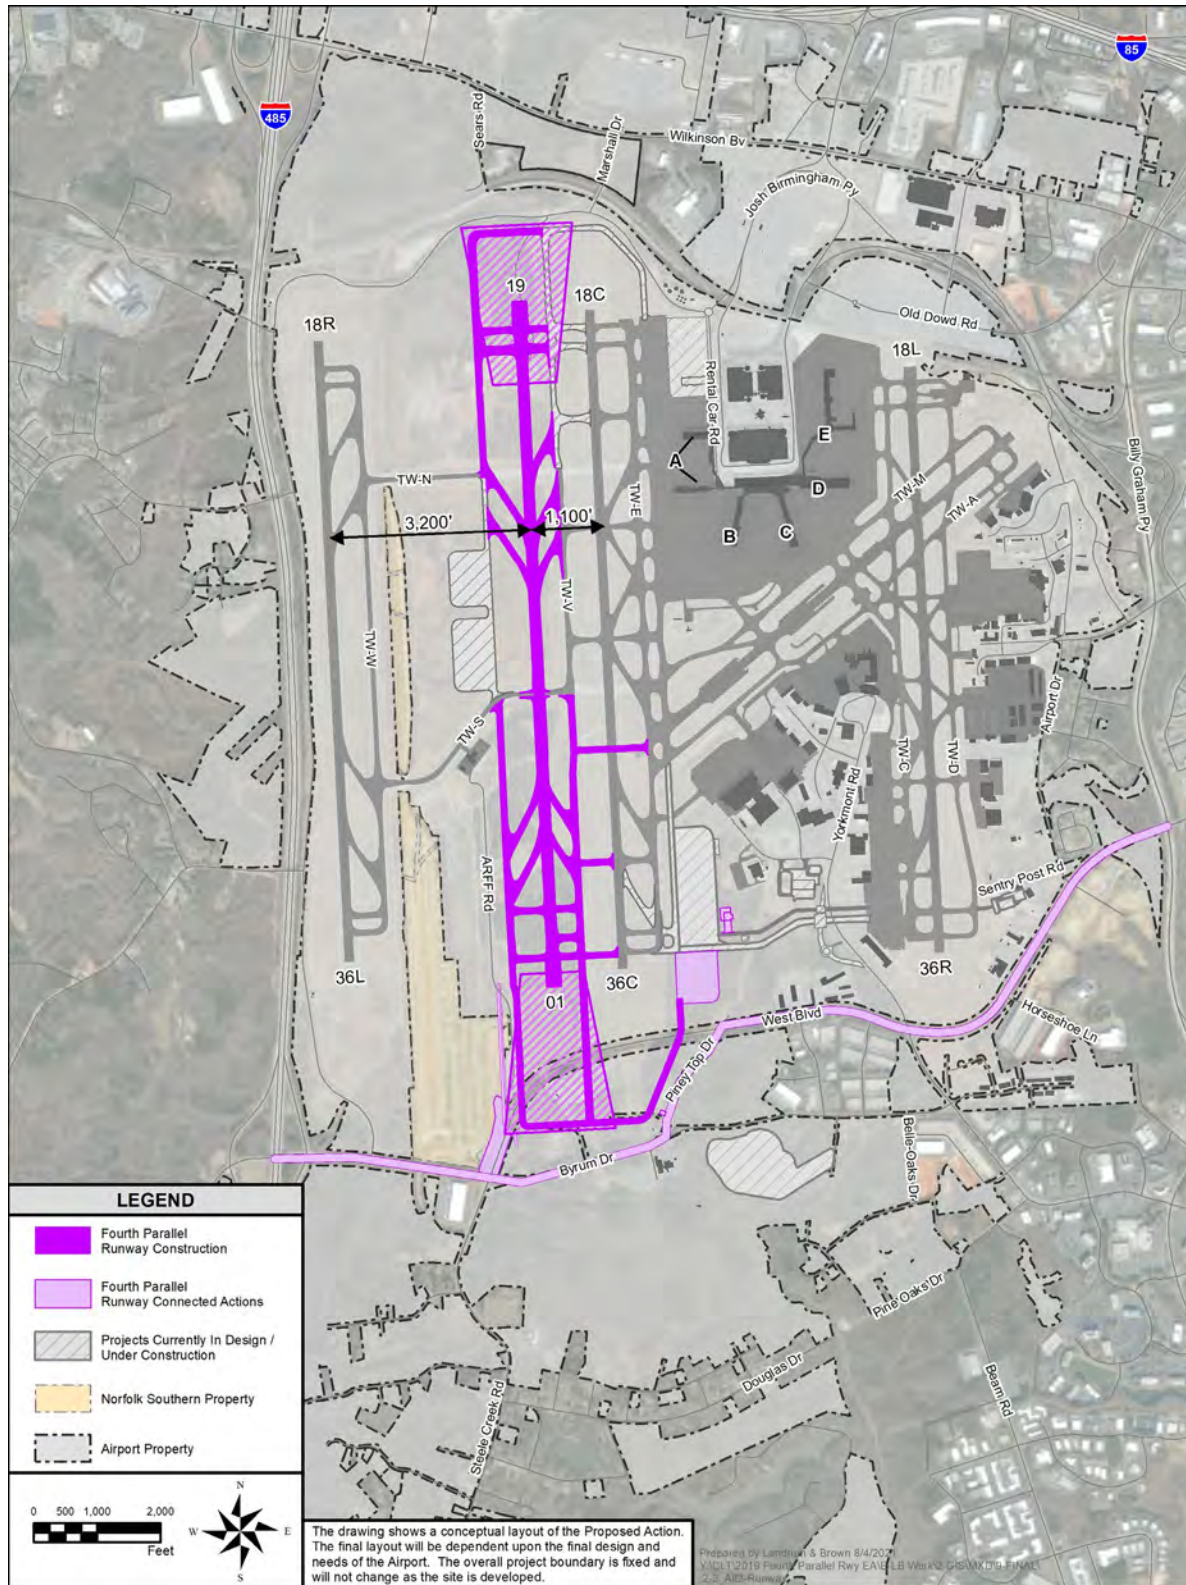 85
485
Sears Rd
Marshall Dr
Wilkinson Bv
Josh Birmingham Py
Old Dowd Rd
19
18C
18R
18L
Rental Car Rd
Billy Graham Py
A
E
D
B
C
TW-N
TW-E
TW-M
TW-A
3,200'
1,100'
TW-V
TW-W
TW-S
Airport Dr
Yorkmont Rd
TW-C
TW-D
ARFF Rd
Sentry Post Rd
36L
01
36C
36R
West Blvd
Horseshoe Ln
Piney Top Dr
Byrum Dr
Belle-Oaks Dr
Pine Oaks Dr
Douglas Dr
Beam Rd
Steele Creek Rd
LEGEND
Fourth Parallel
Runway Construction
Fourth Parallel
Runway Connected Actions
Projects Currently In Design /
Under Construction
Norfolk Southern Property
Airport Property
N
W E
S
0 500 1,000 2,000
Feet
The drawing shows a conceptual layout of the Proposed Action.
The final layout will be dependent upon the final design and
needs of the Airport. The overall project boundary is fixed and
will not change as the site is developed.
Prepared by Landrum & Brown
Fourth Parallel Rwy